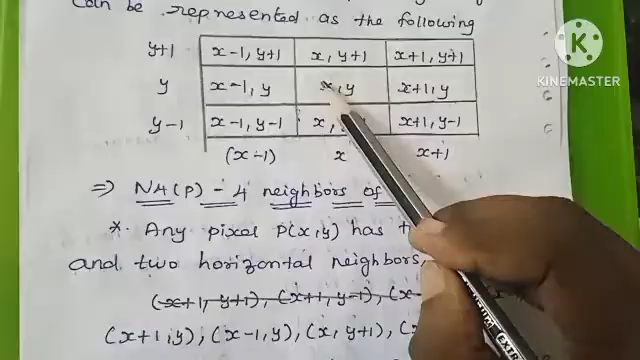 can be represented as the following
y+1 x-1, y+1 x, y+1 x+1, y+1
y x-1, y x, y x+1, y
y-1 x-1, y-1 x, x+1, y-1
(x-1) x x+1
⇒ N4(P) - 4 neighbors of
* Any pixel P(x,y) has
and two horizontal neighbors,
(x+1, y+1), (x+1, y-1), (x-
(x+1, y), (x-1, y), (x, y+1), (x
K
KINEMASTER